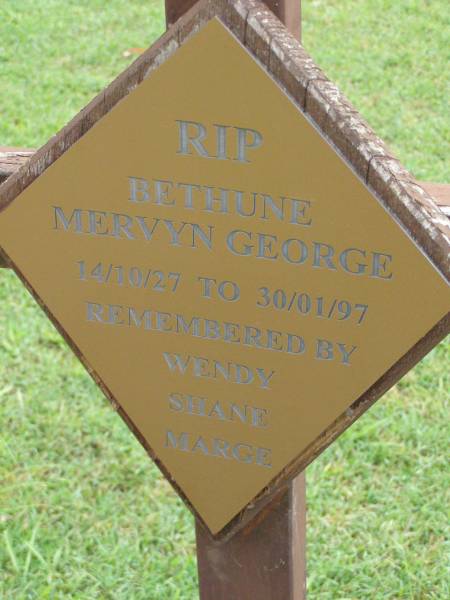 RIP
BETHUNE
MERVYN GEORGE
14/10/27 TO 30/01/97
REMEMBERED BY
WENDY
SHANE
MARGE